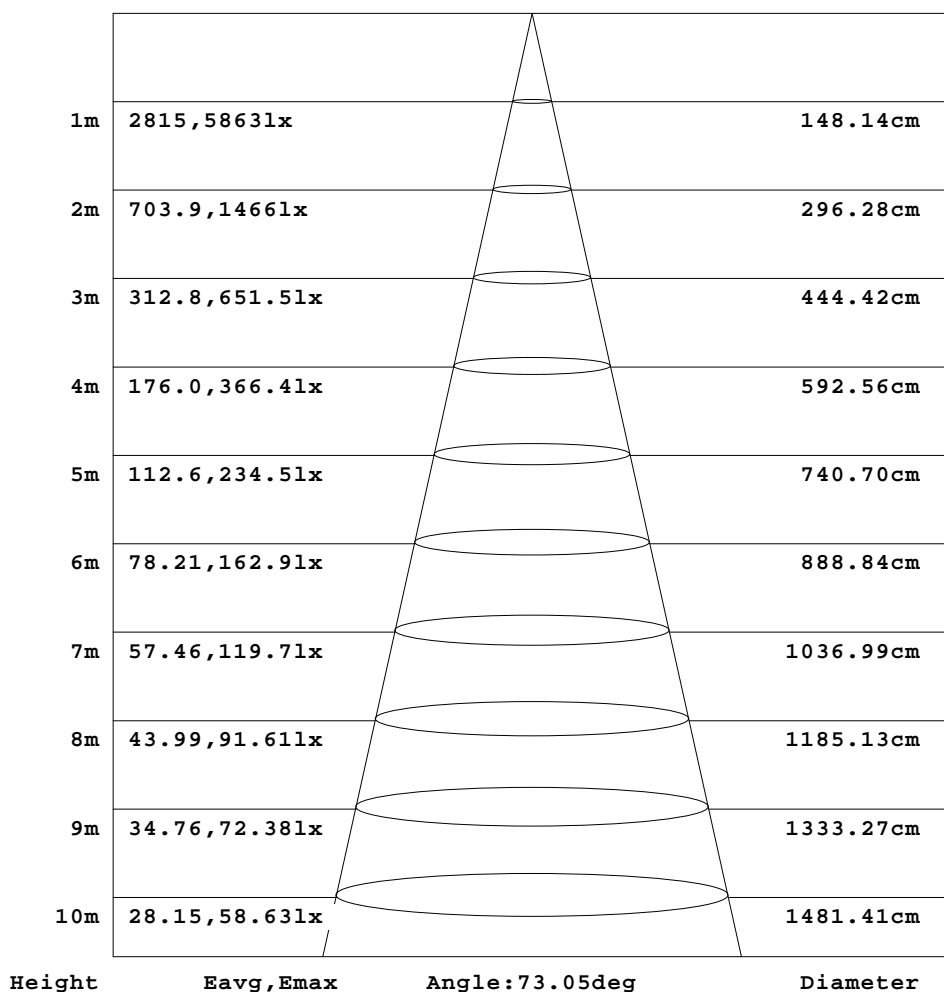 1m 2815,5863lx 148.14cm
2m 703.9,1466lx 296.28cm
3m 312.8,651.5lx 444.42cm
4m 176.0,366.4lx 592.56cm
5m 112.6,234.5lx 740.70cm
6m 78.21,162.9lx 888.84cm
7m 57.46,119.7lx 1036.99cm
8m 43.99,91.61lx 1185.13cm
9m 34.76,72.38lx 1333.27cm
10m 28.15,58.63lx 1481.41cm
Height Eavg,Emax Angle:73.05deg Diameter